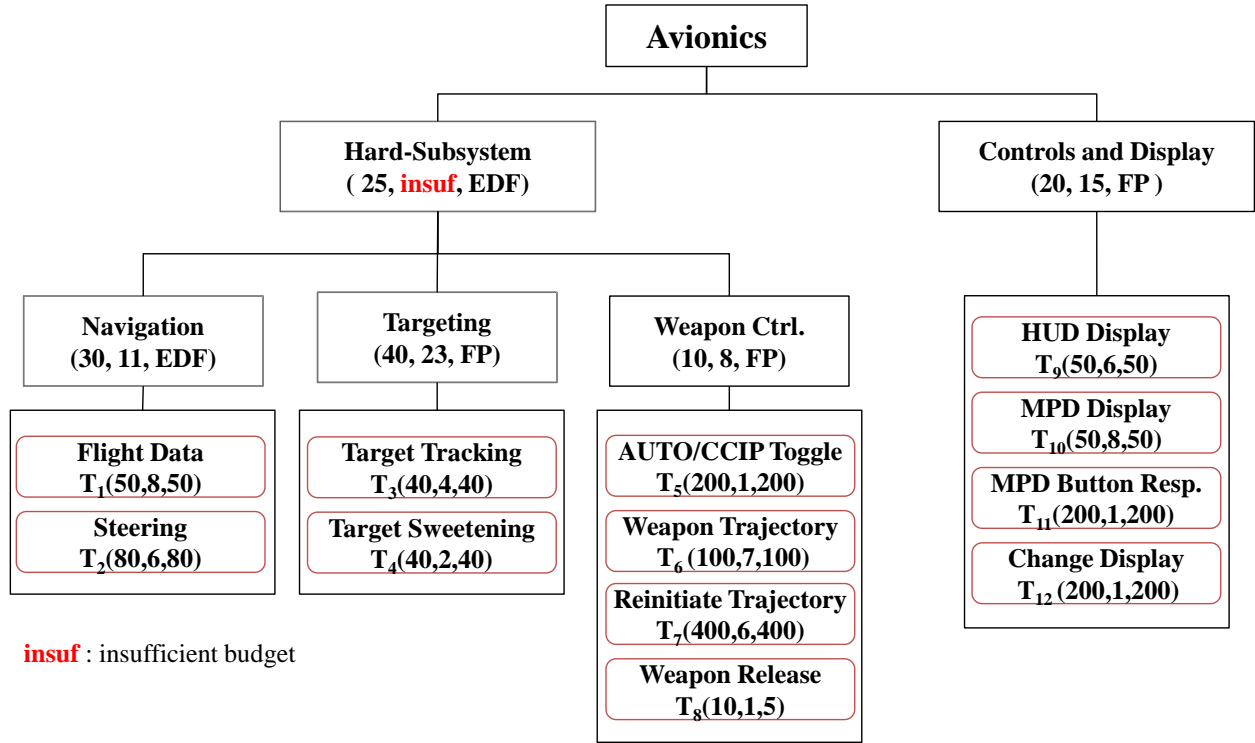 Avionics
Hard-Subsystem
( 25, insuf, EDF)
Controls and Display
(20, 15, FP )
Navigation
(30, 11, EDF)
Targeting
(40, 23, FP)
Weapon Ctrl.
(10, 8, FP)
Flight Data
T1(50,8,50)
Steering
T2(80,6,80)
Target Tracking
T3(40,4,40)
Target Sweetening
T4(40,2,40)
AUTO/CCIP Toggle
T5(200,1,200)
Weapon Trajectory
T6 (100,7,100)
Reinitiate Trajectory
T7(400,6,400)
Weapon Release
T8(10,1,5)
HUD Display
T9(50,6,50)
MPD Display
T10(50,8,50)
MPD Button Resp.
T11(200,1,200)
Change Display
T12 (200,1,200)
insuf : insufficient budget